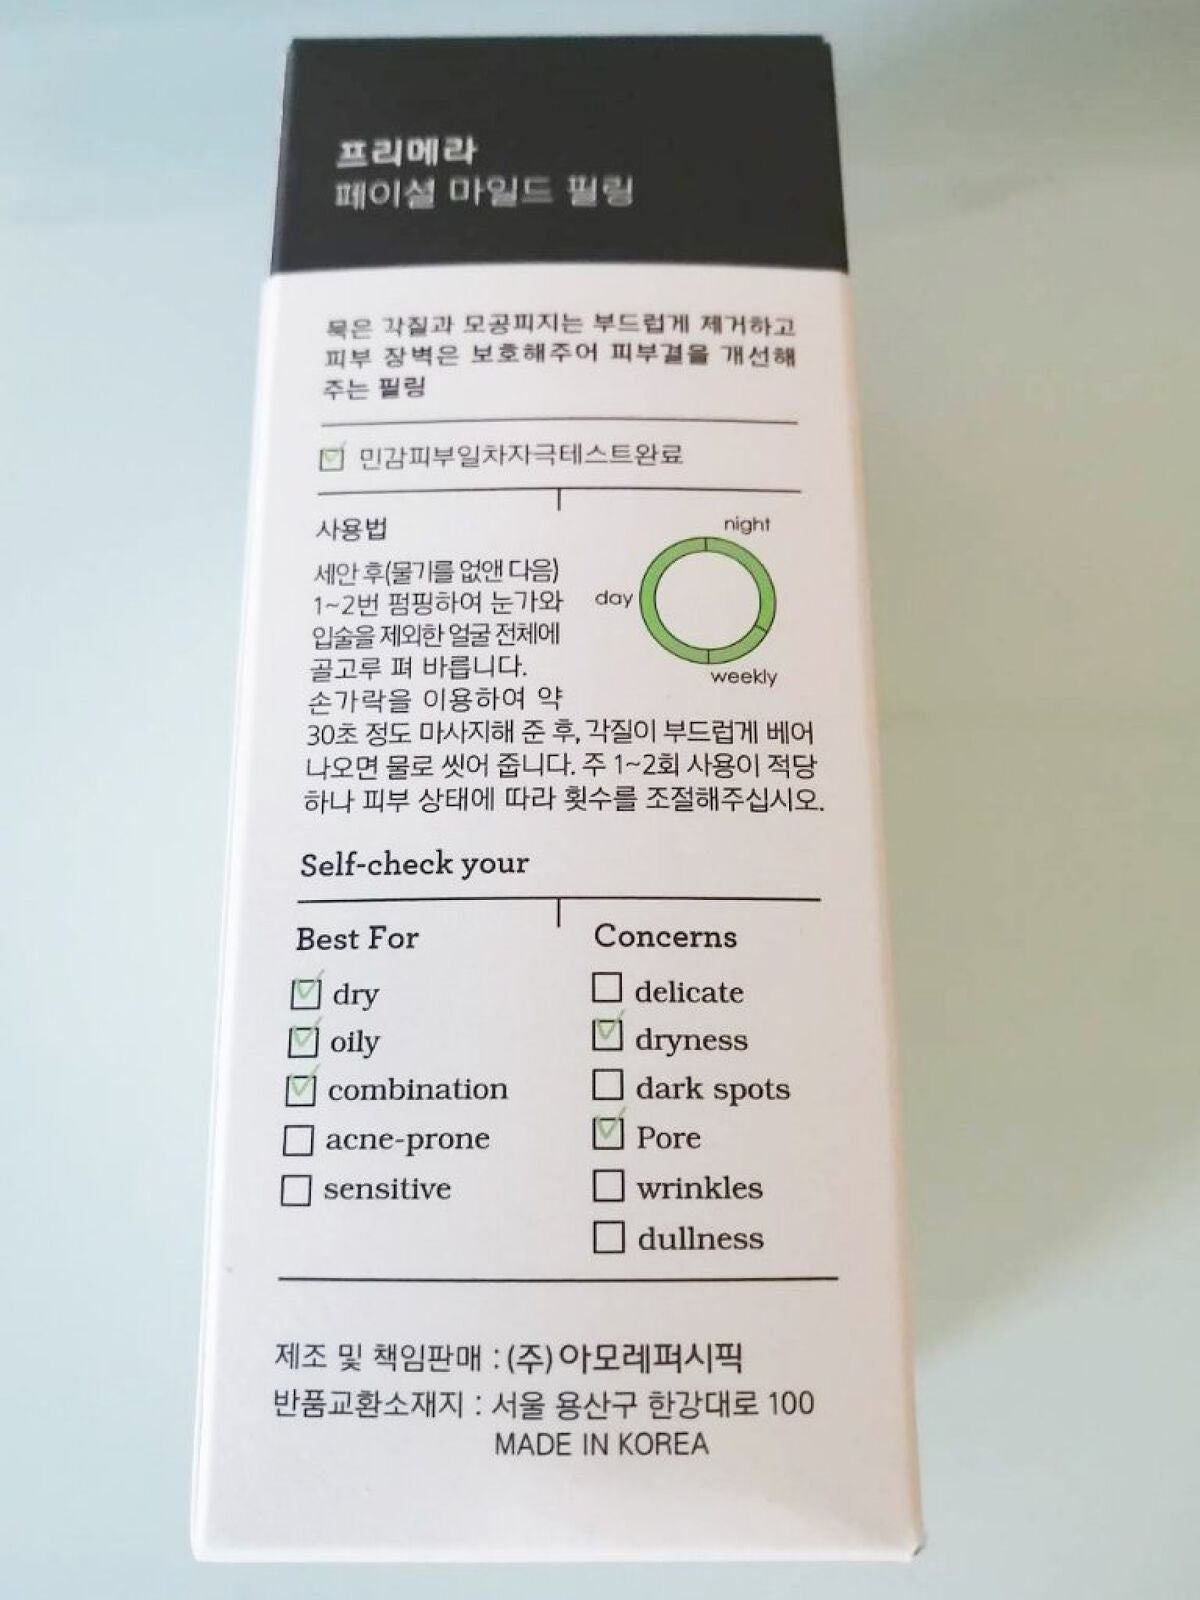 프리메라
페이셜 마일드 필링
묵은 각질과 모공피지는 부드럽게 제거하고
피부 장벽은 보호해주어 피부결을 개선해
주는 필링
민감피부일차자극테스트완료
사용법
세안 후(물기를 없앤 다음)
1~2번 펌핑하여 눈가와
입술을 제외한 얼굴 전체에
골고루 펴 바릅니다.
손가락을 이용하여 약
30초 정도 마사지해 준 후, 각질이 부드럽게 베어
나오면 물로 씻어 줍니다. 주 1~2회 사용이 적당
하나 피부 상태에 따라 횟수를 조절해주십시오.
night
day
weekly
Self-check your
Best For
dry
oily
combination
acne-prone
sensitive
Concerns
delicate
dryness
dark spots
Pore
wrinkles
dullness
제조 및 책임판매 : (주)아모레퍼시픽
반품교환소재지 : 서울 용산구 한강대로 100
MADE IN KOREA